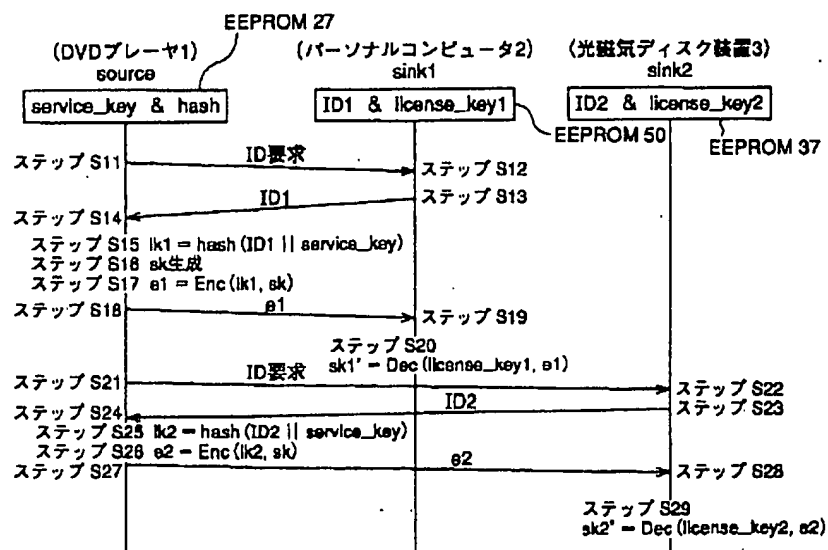 EEPROM 27
(DVDプレーヤ1) (パーソナルコンピュータ2) (光磁気ディスク装置3)
source sink1 sink2
service_key & hash ID1 & license_key1 ID2 & license_key2
EEPROM 50 EEPROM 37
ステップ S11 ID要求 ステップ S12
ID1 ステップ S13
ステップ S14
ステップ S15 lk1 = hash (ID1 || service_key)
ステップ S16 sk生成
ステップ S17 e1 = Enc (lk1, sk)
ステップ S18 e1 ステップ S19
ステップ S20
sk1' = Dec (license_key1, e1)
ステップ S21 ID要求 ステップ S22
ステップ S24 ID2 ステップ S23
ステップ S25 lk2 = hash (ID2 || service_key)
ステップ S26 e2 = Enc (lk2, sk)
ステップ S27 e2 ステップ S28
ステップ S29
sk2' = Dec (license_key2, e2)